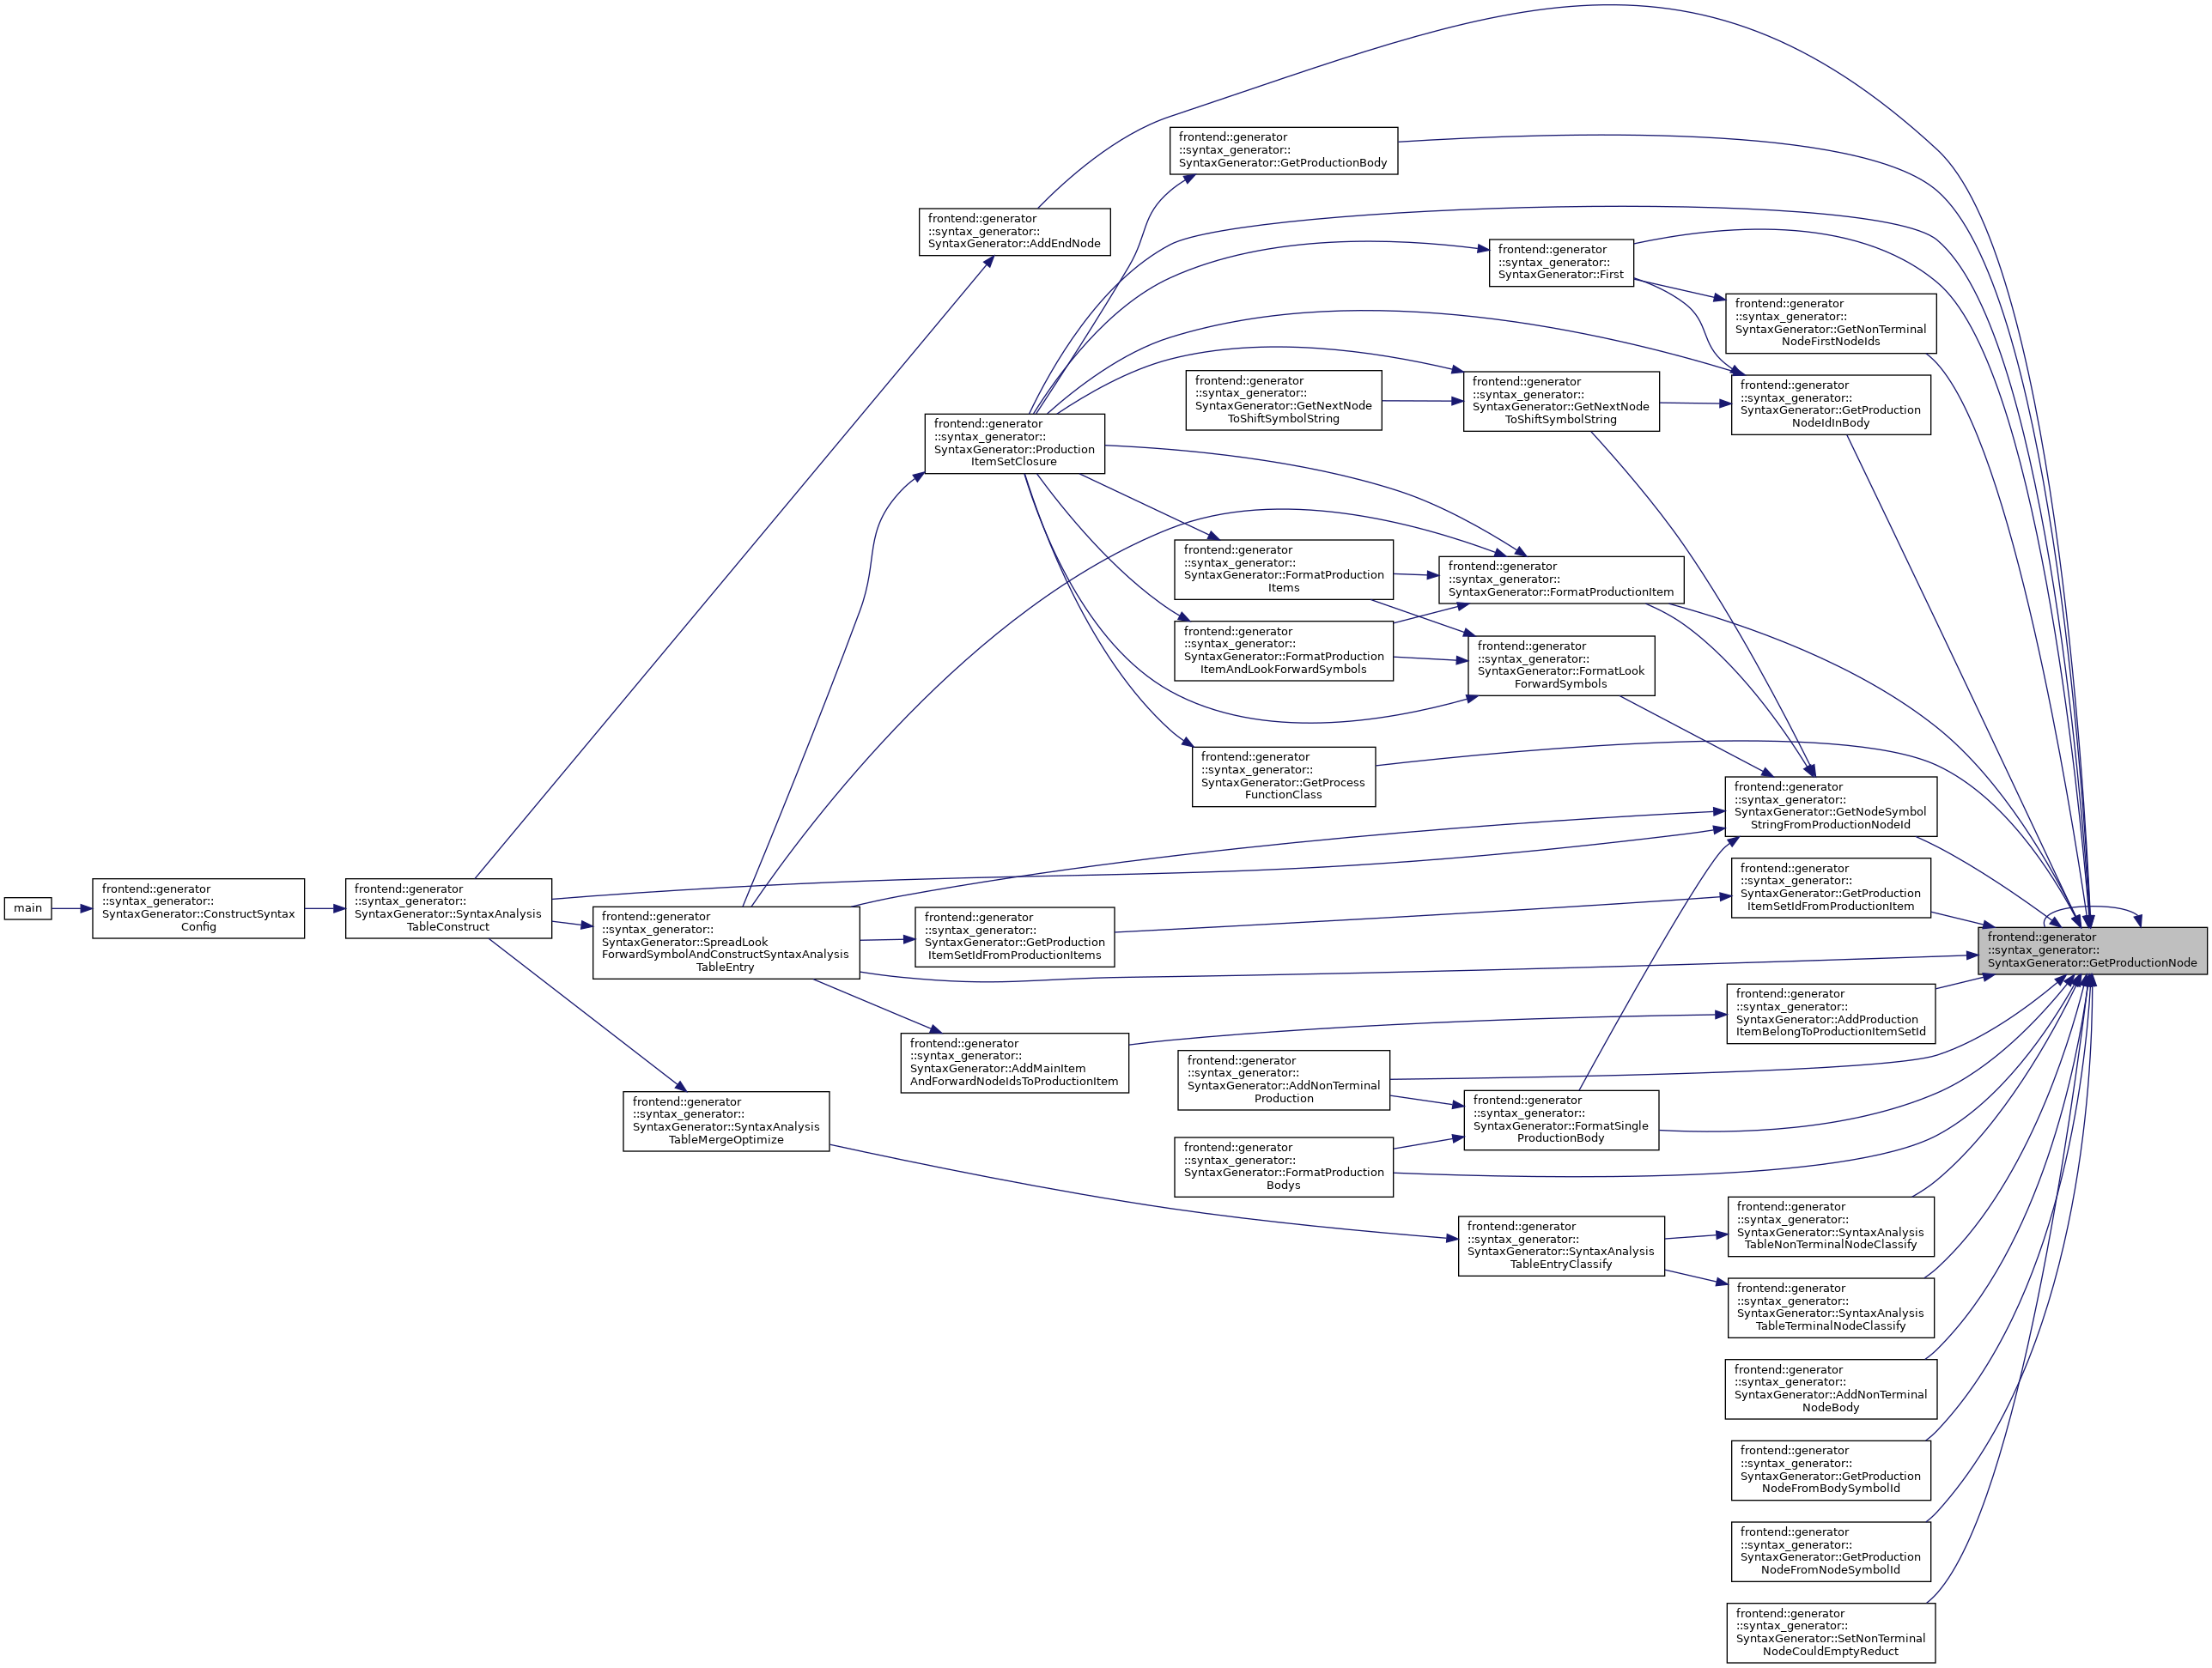 frontend::generator
::syntax_generator::
SyntaxGenerator::GetProductionBody
frontend::generator
::syntax_generator::
SyntaxGenerator::AddEndNode
frontend::generator
::syntax_generator::
SyntaxGenerator::First
frontend::generator
::syntax_generator::
SyntaxGenerator::GetNonTerminal
NodeFirstNodeIds
frontend::generator
::syntax_generator::
SyntaxGenerator::GetNextNode
ToShiftSymbolString
frontend::generator
::syntax_generator::
SyntaxGenerator::GetNextNode
ToShiftSymbolString
frontend::generator
::syntax_generator::
SyntaxGenerator::GetProduction
NodeIdInBody
frontend::generator
::syntax_generator::
SyntaxGenerator::Production
ItemSetClosure
frontend::generator
::syntax_generator::
SyntaxGenerator::FormatProduction
Items
frontend::generator
::syntax_generator::
SyntaxGenerator::FormatProductionItem
frontend::generator
::syntax_generator::
SyntaxGenerator::FormatProduction
ItemAndLookForwardSymbols
frontend::generator
::syntax_generator::
SyntaxGenerator::FormatLook
ForwardSymbols
frontend::generator
::syntax_generator::
SyntaxGenerator::GetProcess
FunctionClass
frontend::generator
::syntax_generator::
SyntaxGenerator::GetNodeSymbol
StringFromProductionNodeId
frontend::generator
::syntax_generator::
SyntaxGenerator::GetProduction
ItemSetIdFromProductionItem
main
frontend::generator
::syntax_generator::
SyntaxGenerator::ConstructSyntax
Config
frontend::generator
::syntax_generator::
SyntaxGenerator::SyntaxAnalysis
TableConstruct
frontend::generator
::syntax_generator::
SyntaxGenerator::SpreadLook
ForwardSymbolAndConstructSyntaxAnalysis
TableEntry
frontend::generator
::syntax_generator::
SyntaxGenerator::GetProduction
ItemSetIdFromProductionItems
frontend::generator
::syntax_generator::
SyntaxGenerator::GetProductionNode
frontend::generator
::syntax_generator::
SyntaxGenerator::AddProduction
ItemBelongToProductionItemSetId
frontend::generator
::syntax_generator::
SyntaxGenerator::AddMainItem
AndForwardNodeIdsToProductionItem
frontend::generator
::syntax_generator::
SyntaxGenerator::AddNonTerminal
Production
frontend::generator
::syntax_generator::
SyntaxGenerator::SyntaxAnalysis
TableMergeOptimize
frontend::generator
::syntax_generator::
SyntaxGenerator::FormatSingle
ProductionBody
frontend::generator
::syntax_generator::
SyntaxGenerator::FormatProduction
Bodys
frontend::generator
::syntax_generator::
SyntaxGenerator::SyntaxAnalysis
TableNonTerminalNodeClassify
frontend::generator
::syntax_generator::
SyntaxGenerator::SyntaxAnalysis
TableEntryClassify
frontend::generator
::syntax_generator::
SyntaxGenerator::SyntaxAnalysis
TableTerminalNodeClassify
frontend::generator
::syntax_generator::
SyntaxGenerator::AddNonTerminal
NodeBody
frontend::generator
::syntax_generator::
SyntaxGenerator::GetProduction
NodeFromBodySymbolId
frontend::generator
::syntax_generator::
SyntaxGenerator::GetProduction
NodeFromNodeSymbolId
frontend::generator
::syntax_generator::
SyntaxGenerator::SetNonTerminal
NodeCouldEmptyReduct